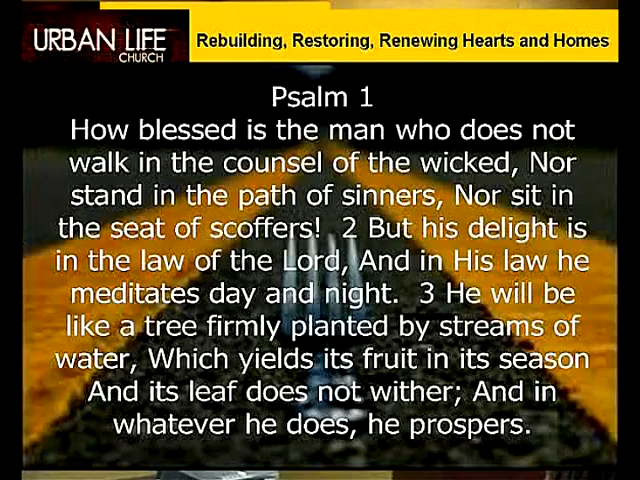 URBAN LIFE
CHURCH
Rebuilding, Restoring, Renewing Hearts and Homes
Psalm 1
How blessed is the man who does not
walk in the counsel of the wicked, Nor
stand in the path of sinners, Nor sit in
the seat of scoffers!  2 But his delight is
in the law of the Lord, And in His law he
meditates day and night.  3 He will be
like a tree firmly planted by streams of
water, Which yields its fruit in its season
And its leaf does not wither; And in
whatever he does, he prospers.